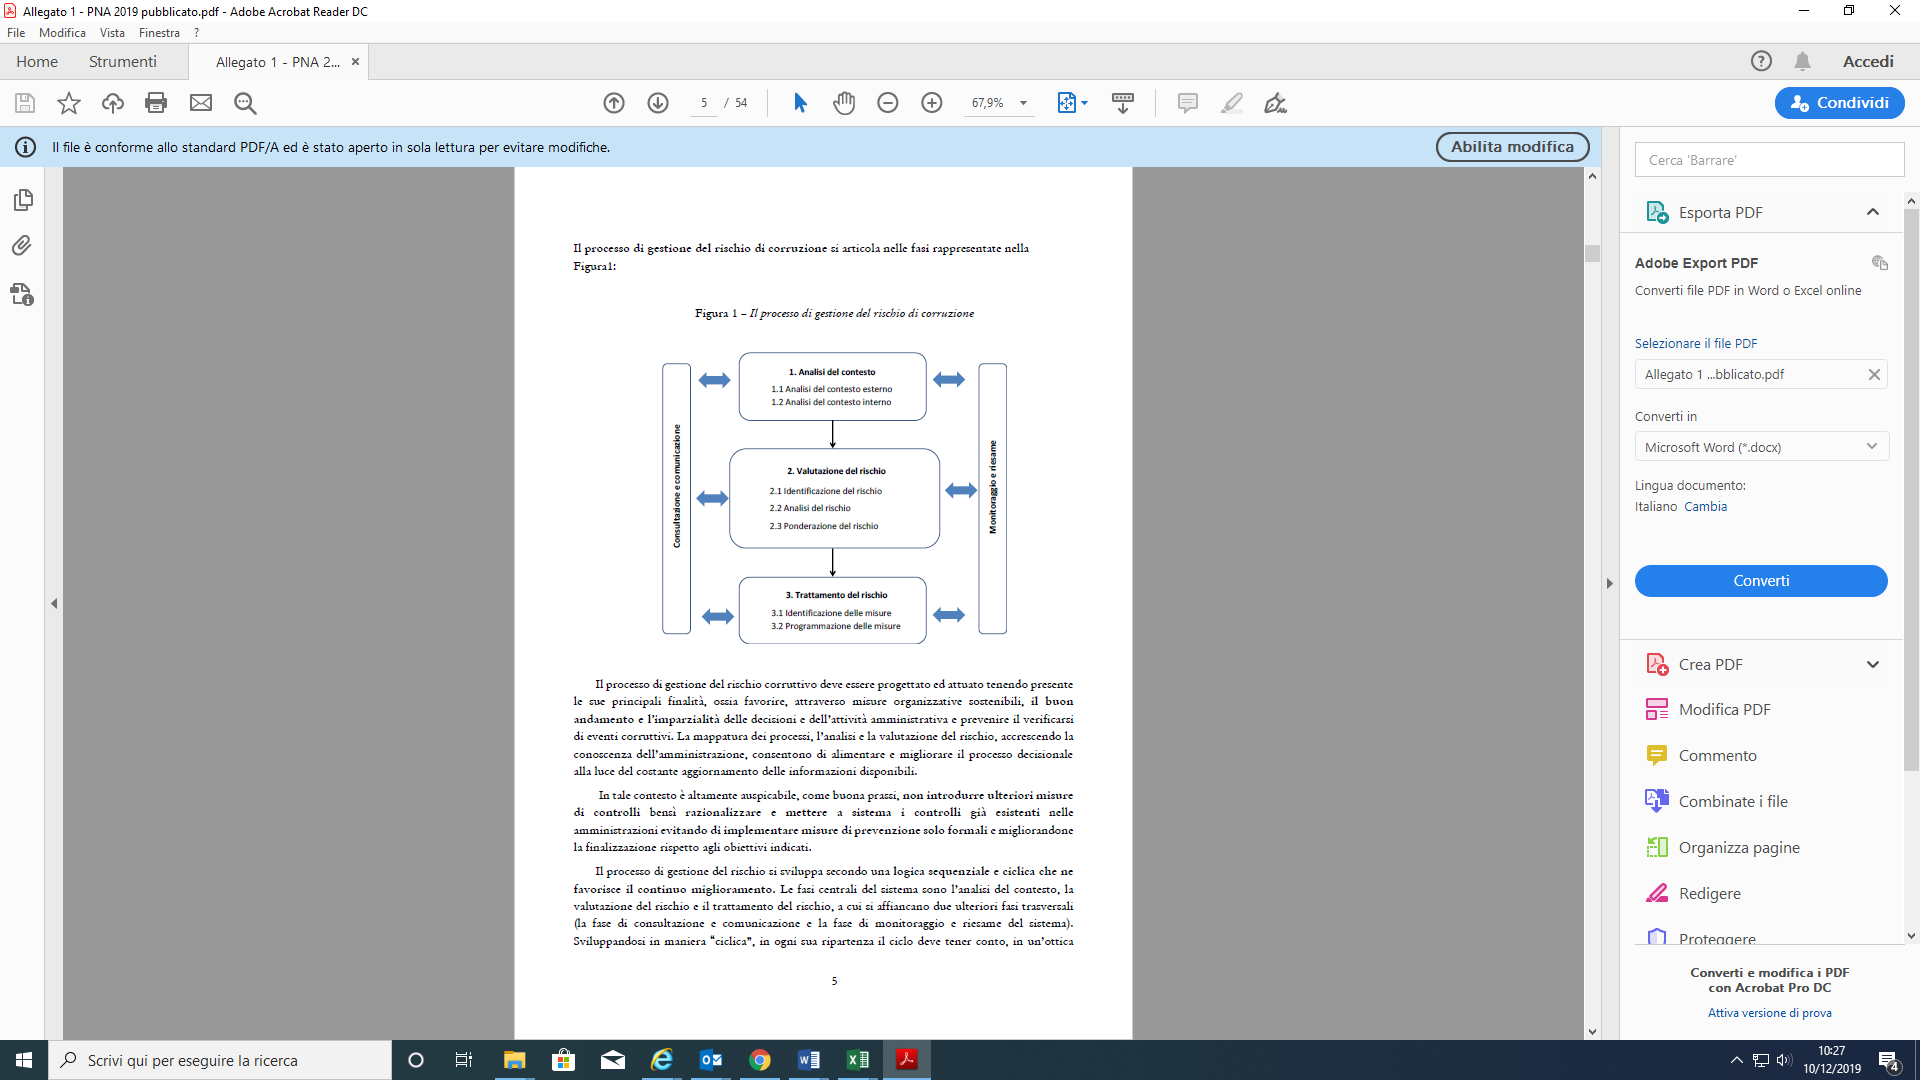 Allegato 1 - PNA 2019 pubblicato.pdf - Adobe Acrobat Reader DC
File Modifica Vista Finestra ?
Home Strumenti Allegato 1 - PNA 2... × Accedi
5 / 54 67,9% Condividi
Il file è conforme allo standard PDF/A ed è stato aperto in sola lettura per evitare modifiche. Abilita modifica
Il processo di gestione del rischio di corruzione si articola nelle fasi rappresentate nella
Figura1:
Figura 1 – Il processo di gestione del rischio di corruzione
Consultazione e comunicazione
1. Analisi del contesto
1.1 Analisi del contesto esterno
1.2 Analisi del contesto interno
2. Valutazione del rischio
2.1 Identificazione del rischio
2.2 Analisi del rischio
2.3 Ponderazione del rischio
3. Trattamento del rischio
3.1 Identificazione delle misure
3.2 Programmazione delle misure
Monitoraggio e riesame
Il processo di gestione del rischio corruttivo deve essere progettato ed attuato tenendo presente
le sue principali finalità, ossia favorire, attraverso misure organizzative sostenibili, il buon
andamento e l'imparzialità delle decisioni e dell'attività amministrativa e prevenire il verificarsi
di eventi corruttivi. La mappatura dei processi, l'analisi e la valutazione del rischio, accrescendo la
conoscenza dell'amministrazione, consentono di alimentare e migliorare il processo decisionale
alla luce del costante aggiornamento delle informazioni disponibili.
In tale contesto è altamente auspicabile, come buona prassi, non introdurre ulteriori misure
di controlli bensì razionalizzare e mettere a sistema i controlli già esistenti nelle
amministrazioni evitando di implementare misure di prevenzione solo formali e migliorandone
la finalizzazione rispetto agli obiettivi indicati.
Il processo di gestione del rischio si sviluppa secondo una logica sequenziale e ciclica che ne
favorisce il continuo miglioramento. Le fasi centrali del sistema sono l'analisi del contesto, la
valutazione del rischio e il trattamento del rischio, a cui si affiancano due ulteriori fasi trasversali
(la fase di consultazione e comunicazione e la fase di monitoraggio e riesame del sistema).
Sviluppandosi in maniera "ciclica", in ogni sua ripartenza il ciclo deve tener conto, in un'ottica
5
Cerca 'Barrare'
Esporta PDF
Adobe Export PDF
Converti file PDF in Word o Excel online
Selezionare il file PDF
Allegato 1 ...bblicato.pdf
Converti in
Microsoft Word (*.docx)
Lingua documento:
Italiano Cambia
Converti
Crea PDF
Modifica PDF
Commento
Combinate i file
Organizza pagine
Redigere
Proteggere
Converti e modifica i PDF
con Acrobat Pro DC
Attiva versione di prova
Scrivi qui per eseguire la ricerca
10:27
10/12/2019
4